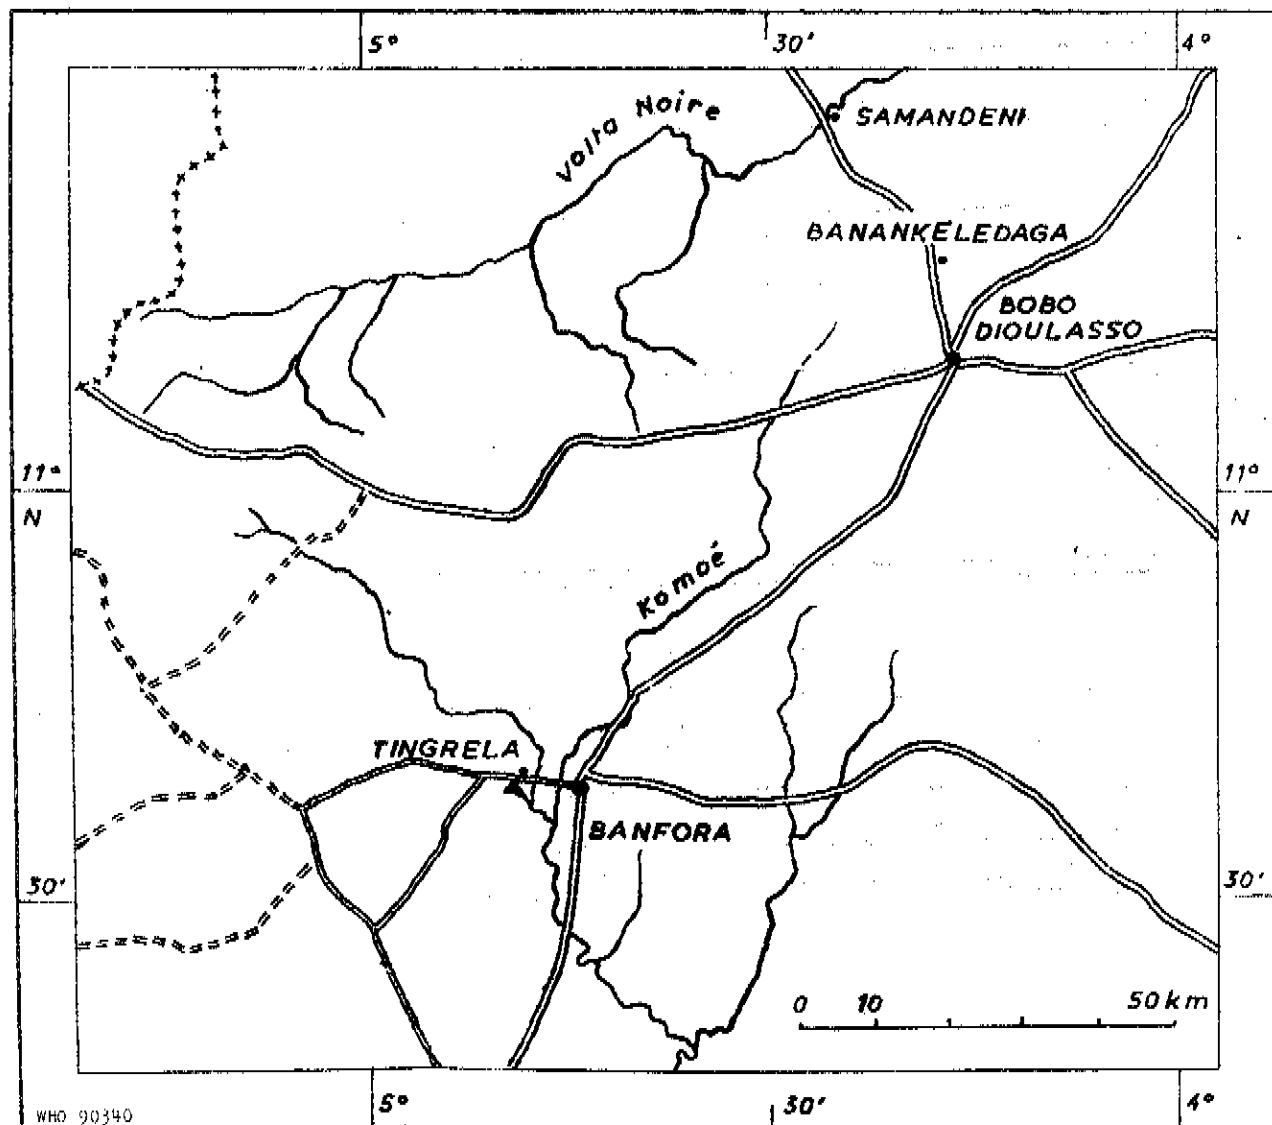 5° 30' 4°
Volta Noire
SAMANDENI
BANANKELEDAGA
BOBO
DIOULASSO
11° 11°
N N
Komoé
TINGRELA
BANFORA
30' 30'
0 10 50 km
5° 30' 4°
WHO 90340